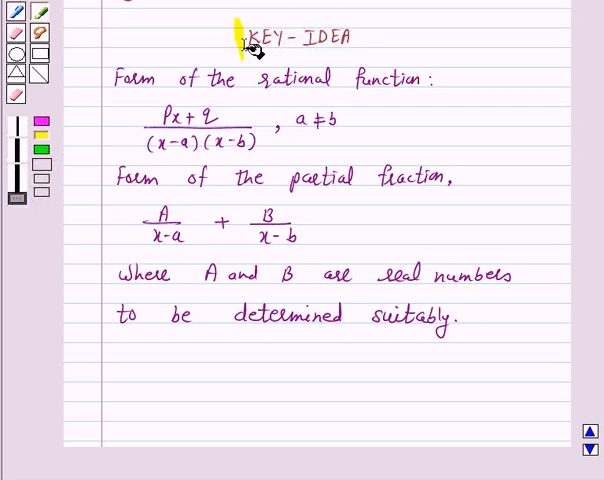 KEY - IDEA
Form of the rational function :
Px + q / (x-a) (x-b) , a ≠ b
Form of the partial fraction,
A / x-a + B / x-b
where A and B are real numbers
to be determined suitably.